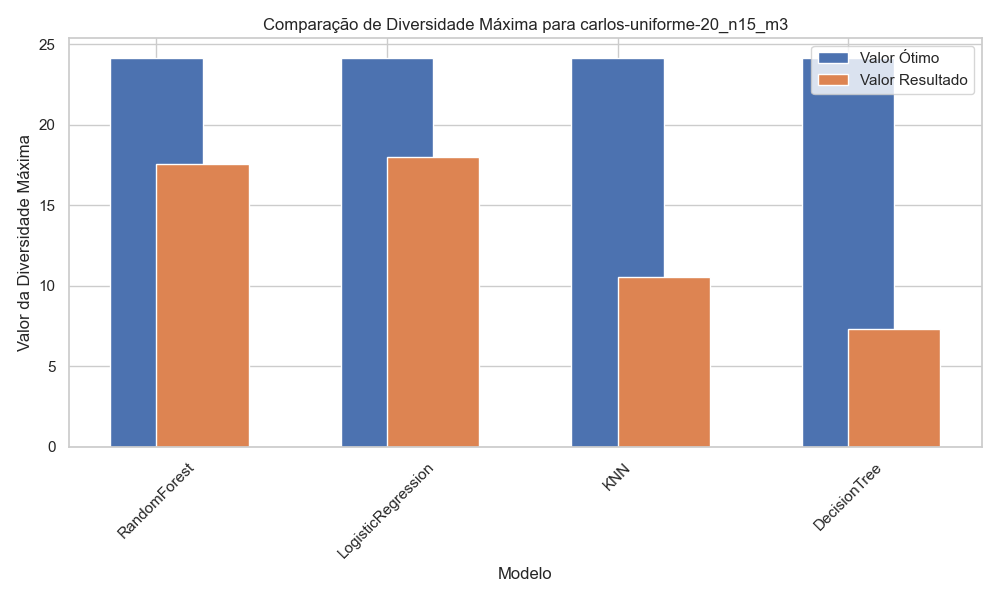 Comparação de Diversidade Máxima para carlos-uniforme-20_n15_m3
Valor Ótimo
Valor Resultado
Valor da Diversidade Máxima
25
20
15
10
5
0
RandomForest
LogisticRegression
KNN
DecisionTree
Modelo